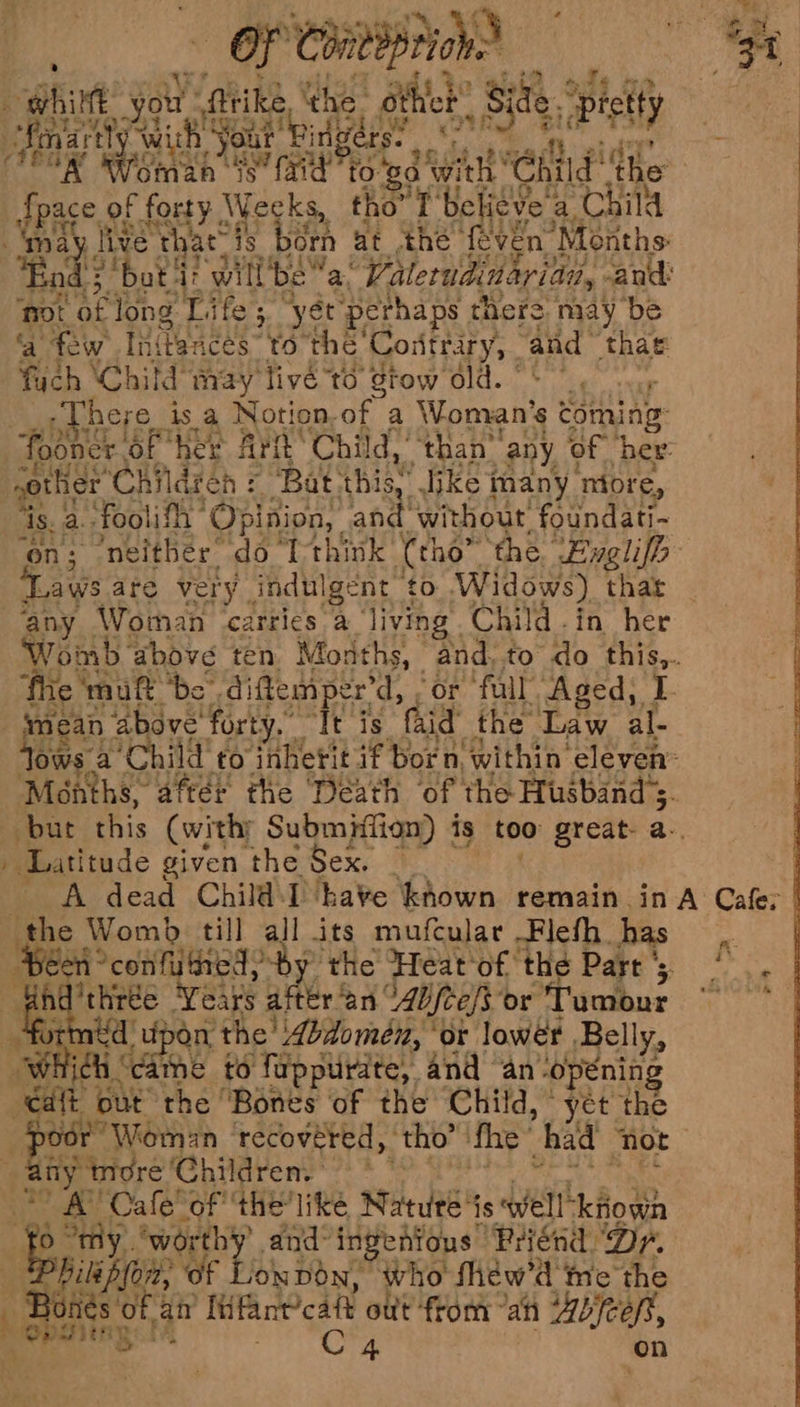 Of Conception. 31
whilſt you ſtrike the other Side pretty
ſmartly with your Fingers.
A Woman is ſaid to go with Child the
ſpace of forty Weeks, tho' I believe a Child
may live that is born at the ſeven Months
End; but it will be a Valetudinarian, and
not of long Life; yet perhaps there may be
a few Inſtances to the Contrary, and that
ſuch Child may live to grow old.
There is a Notion of a Woman's coming
ſooner of her firſt Child, than any of her
other Children: But this, like many more,
is a fooliſh Opinion, and without foundati-
on; neither do I think (tho' the Engliſh
Laws are very indulgent to Widows) that
any Woman carries a living Child in her
Womb above ten Months, and to do this,
ſhe muſt be diſtemper'd, or full Aged, I
mean above forty. It is ſaid the Law al-
lows a Child to inherit if born within eleven
Months, after the Death of the Husband;
but this (with Submiſſion) is too great a
Latitude given the Sex.
A dead Child I have known remain in A Caſe.
the Womb till all its muſcular Fleſh has
been conſumed, by the Heat of the Part;
and three Years after an Abſceſs or Tumour
formed upon the Abdomen, or lower Belly,
which came to ſuppurate, and an opening
caſt out the Bones of the Child, yet the
poor Woman recovered, tho' ſhe had not
any more Children.
A Caſe of the like Nature is well known
to my worthy and ingenious Friend Dr.
Philipſon, of London, who ſhew'd me the
Bones of an Infant caſt out from an Abſceſs,
C 4 on